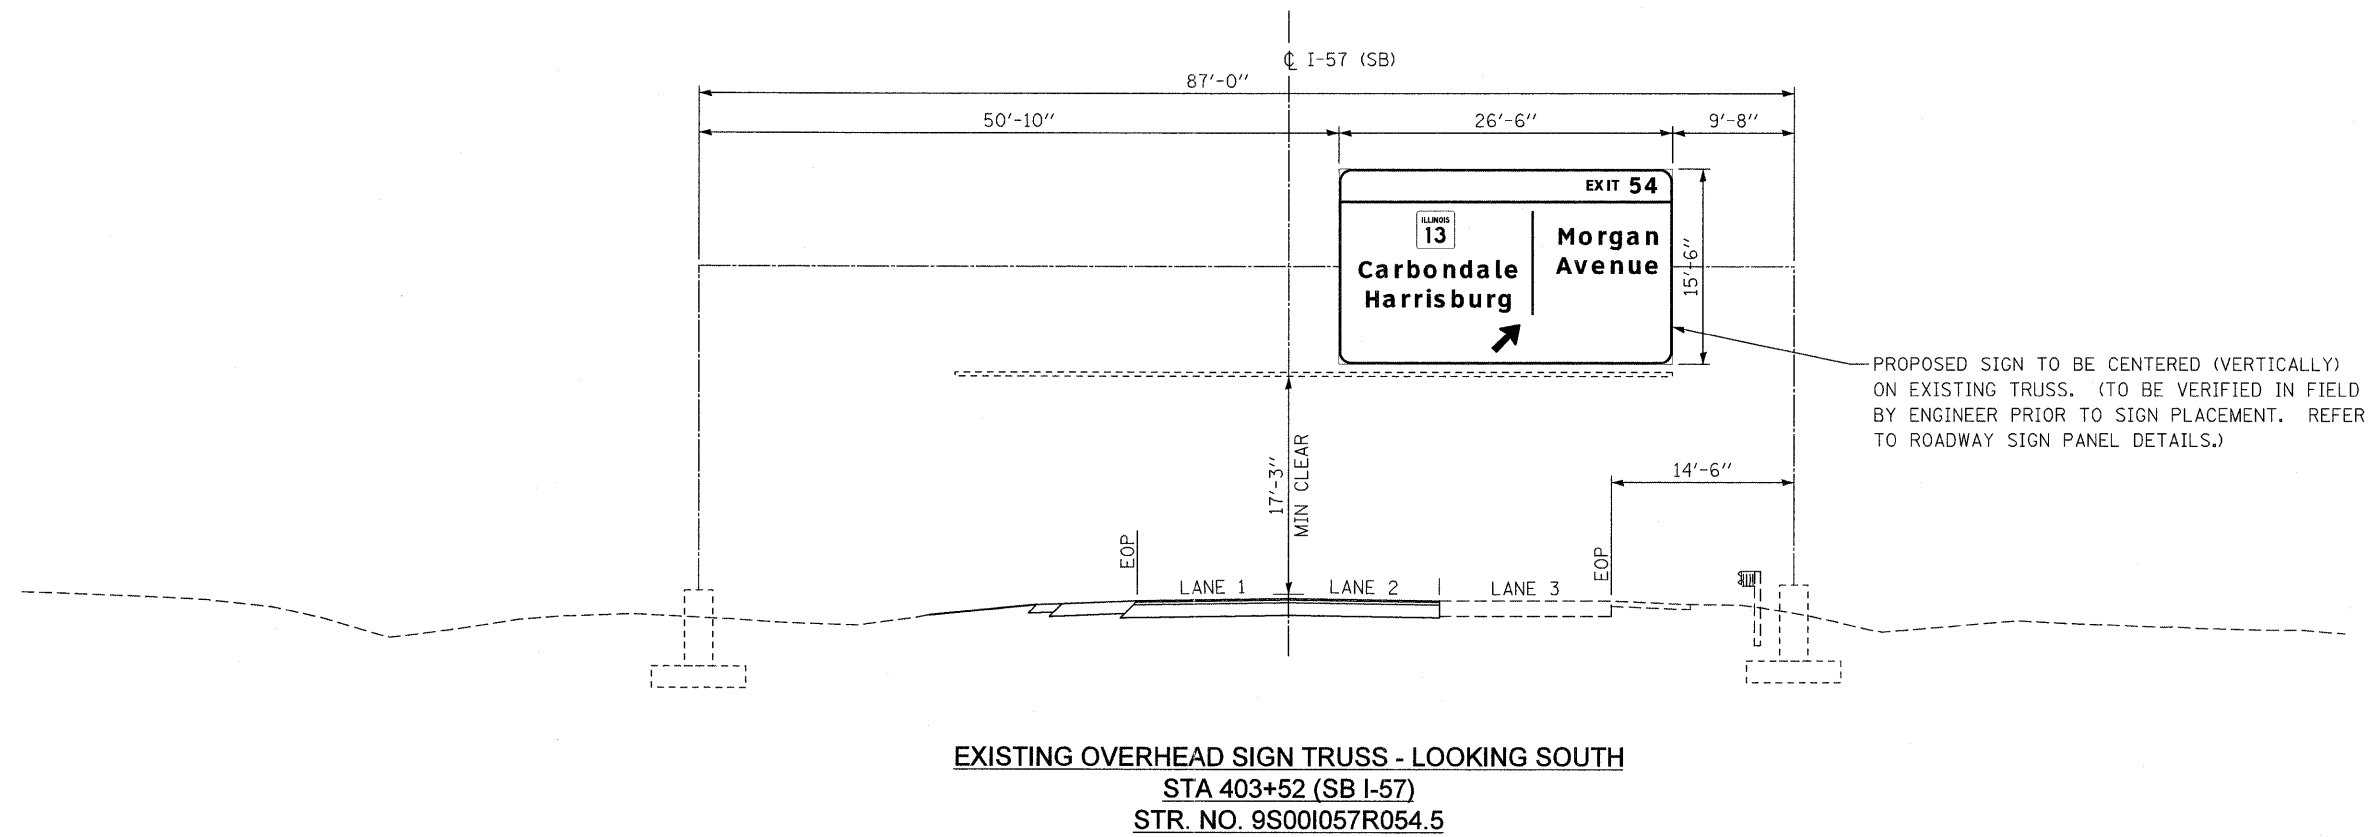 ℄ I-57 (SB)
87'-0"
50'-10"
26'-6"
9'-8"
EXIT 54
ILLINOIS
13
Carbondale
Harrisburg
Morgan
Avenue
15'-6"
PROPOSED SIGN TO BE CENTERED (VERTICALLY)
ON EXISTING TRUSS. (TO BE VERIFIED IN FIELD
BY ENGINEER PRIOR TO SIGN PLACEMENT. REFER
TO ROADWAY SIGN PANEL DETAILS.)
17'-3"
MIN CLEAR
14'-6"
EOP
EOP
LANE 1
LANE 2
LANE 3
EXISTING OVERHEAD SIGN TRUSS - LOOKING SOUTH
STA 403+52 (SB I-57)
STR. NO. 9S00I057R054.5